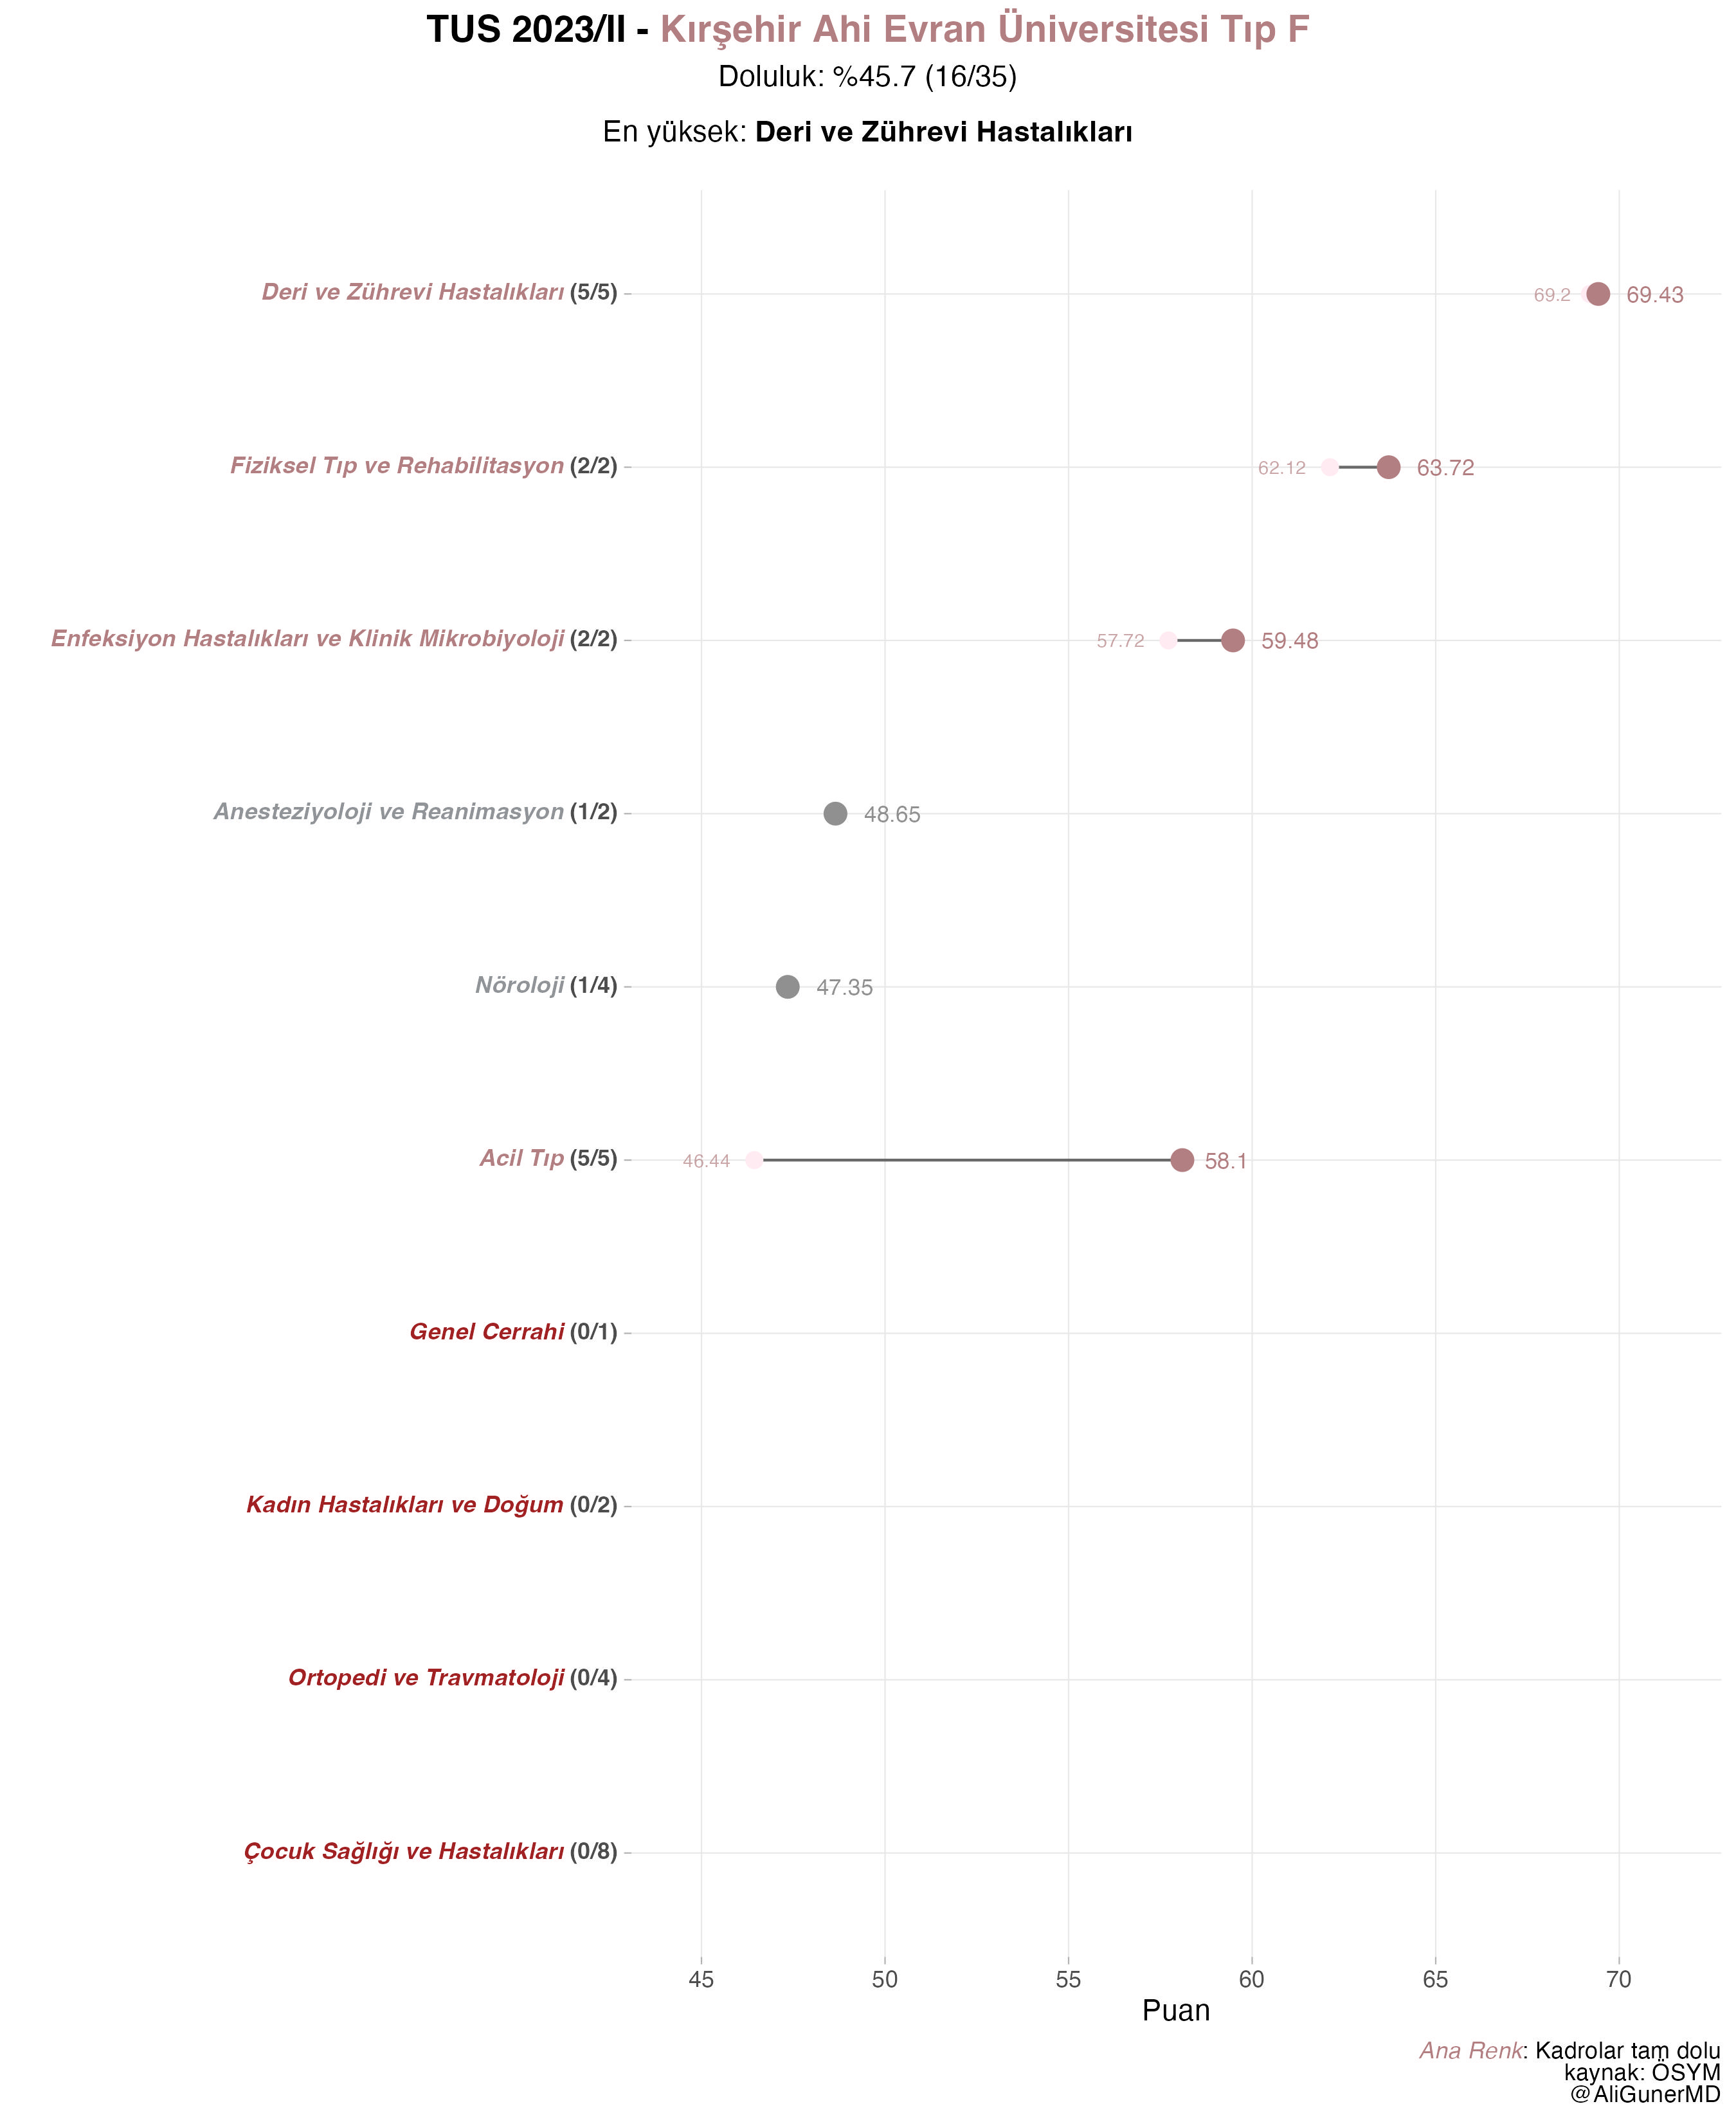 TUS 2023/II - Kırşehir Ahi Evran Üniversitesi Tıp F
Doluluk: %45.7 (16/35)
En yüksek: Deri ve Zührevi Hastalıkları
Deri ve Zührevi Hastalıkları (5/5) 69.2 69.43
Fiziksel Tıp ve Rehabilitasyon (2/2) 62.12 63.72
Enfeksiyon Hastalıkları ve Klinik Mikrobiyoloji (2/2) 57.72 59.48
Anesteziyoloji ve Reanimasyon (1/2) 48.65
Nöroloji (1/4) 47.35
Acil Tıp (5/5) 46.44 58.1
Genel Cerrahi (0/1)
Kadın Hastalıkları ve Doğum (0/2)
Ortopedi ve Travmatoloji (0/4)
Çocuk Sağlığı ve Hastalıkları (0/8)
45 50 55 60 65 70
Puan
Ana Renk: Kadrolar tam dolu
kaynak: ÖSYM
@AliGunerMD